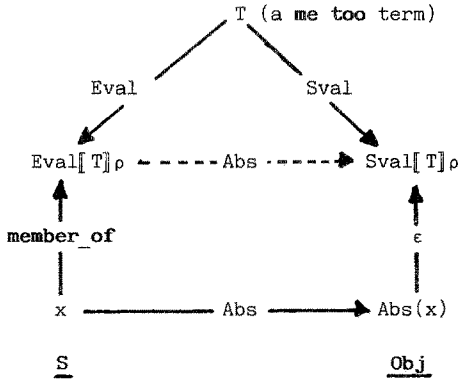 T (a me too term)
Eval Sval
Eval⟦T⟧ρ Abs Sval⟦T⟧ρ
member_of ε
x Abs Abs(x)
S Obj